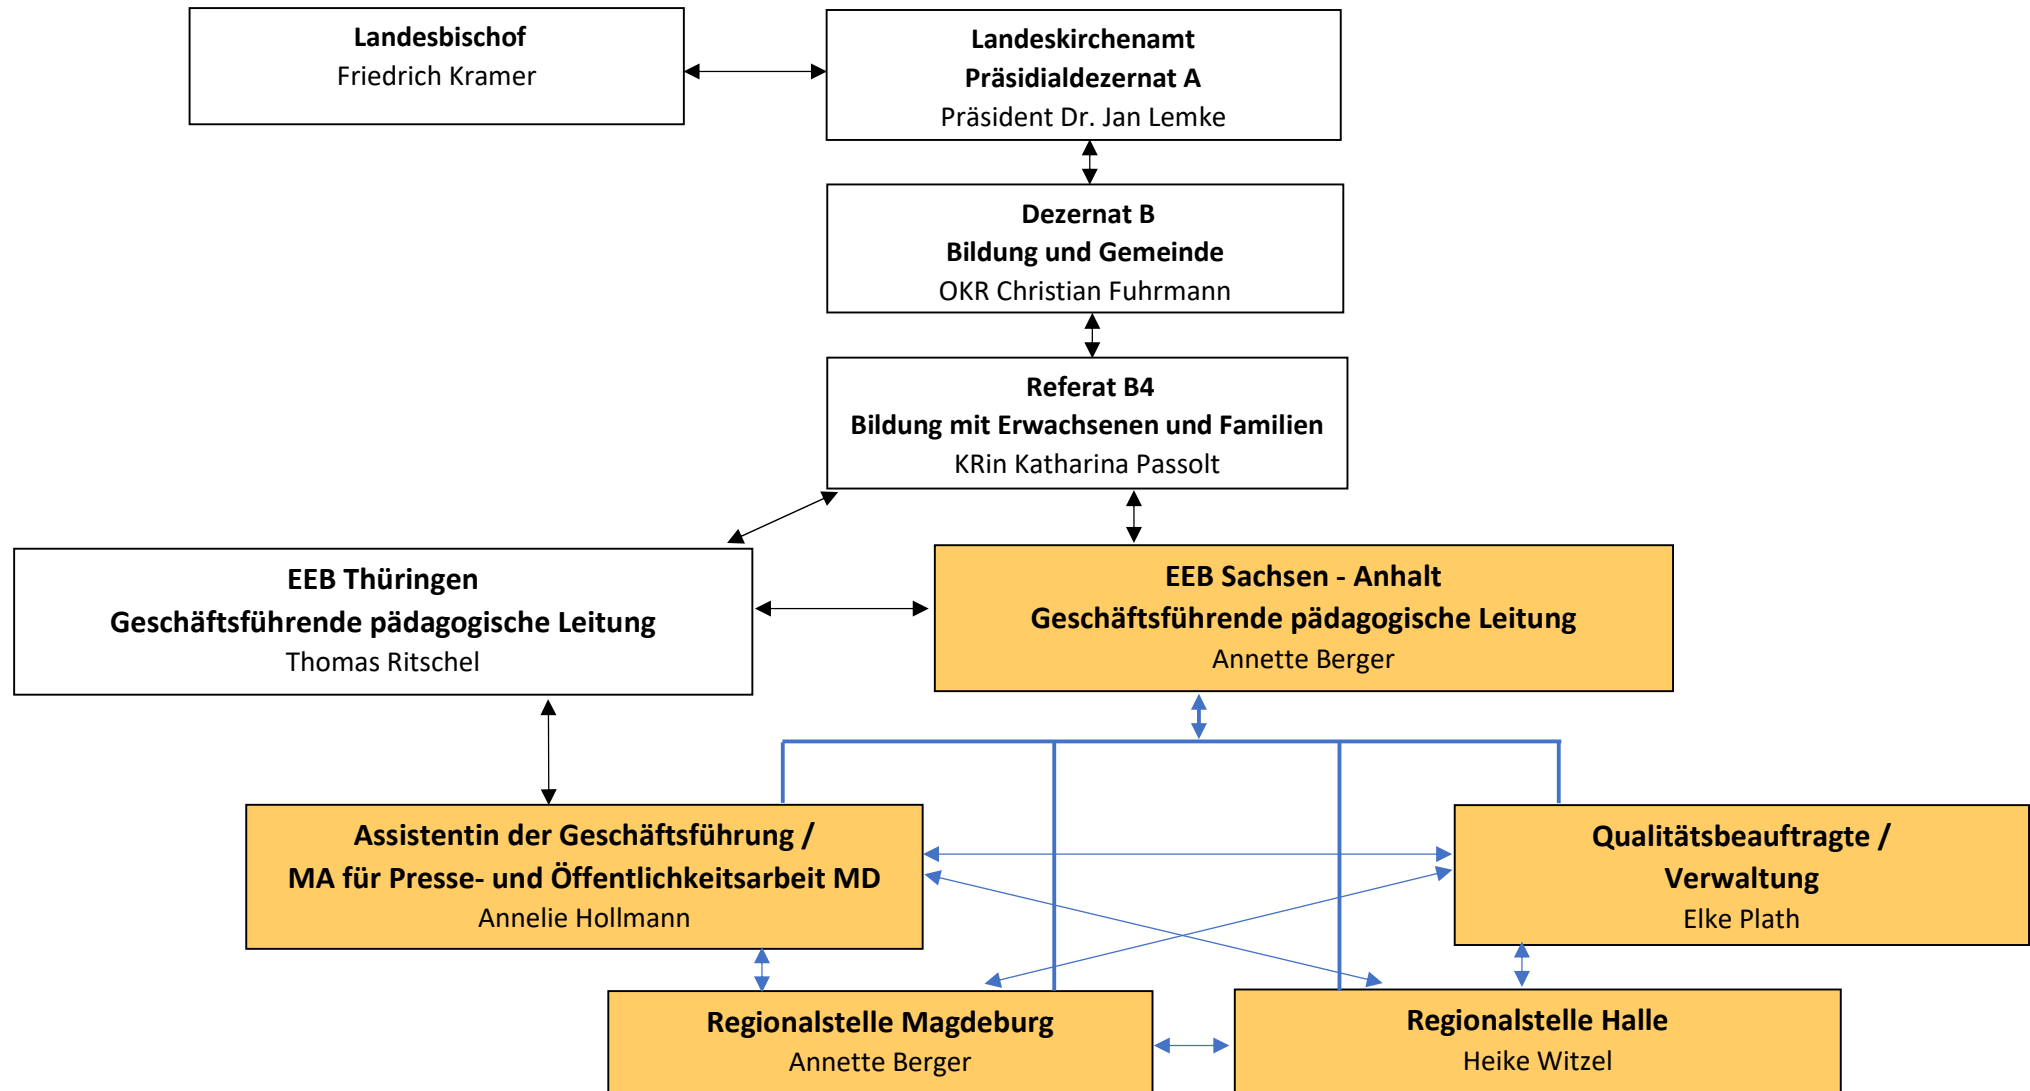 Landesbischof
Friedrich Kramer
Landeskirchenamt
Präsidialdezernat A
Präsident Dr. Jan Lemke
Dezernat B
Bildung und Gemeinde
OKR Christian Fuhrmann
Referat B4
Bildung mit Erwachsenen und Familien
KRin Katharina Passolt
EEB Thüringen
Geschäftsführende pädagogische Leitung
Thomas Ritschel
EEB Sachsen - Anhalt
Geschäftsführende pädagogische Leitung
Annette Berger
Assistentin der Geschäftsführung /
MA für Presse- und Öffentlichkeitsarbeit MD
Annelie Hollmann
Qualitätsbeauftragte /
Verwaltung
Elke Plath
Regionalstelle Magdeburg
Annette Berger
Regionalstelle Halle
Heike Witzel